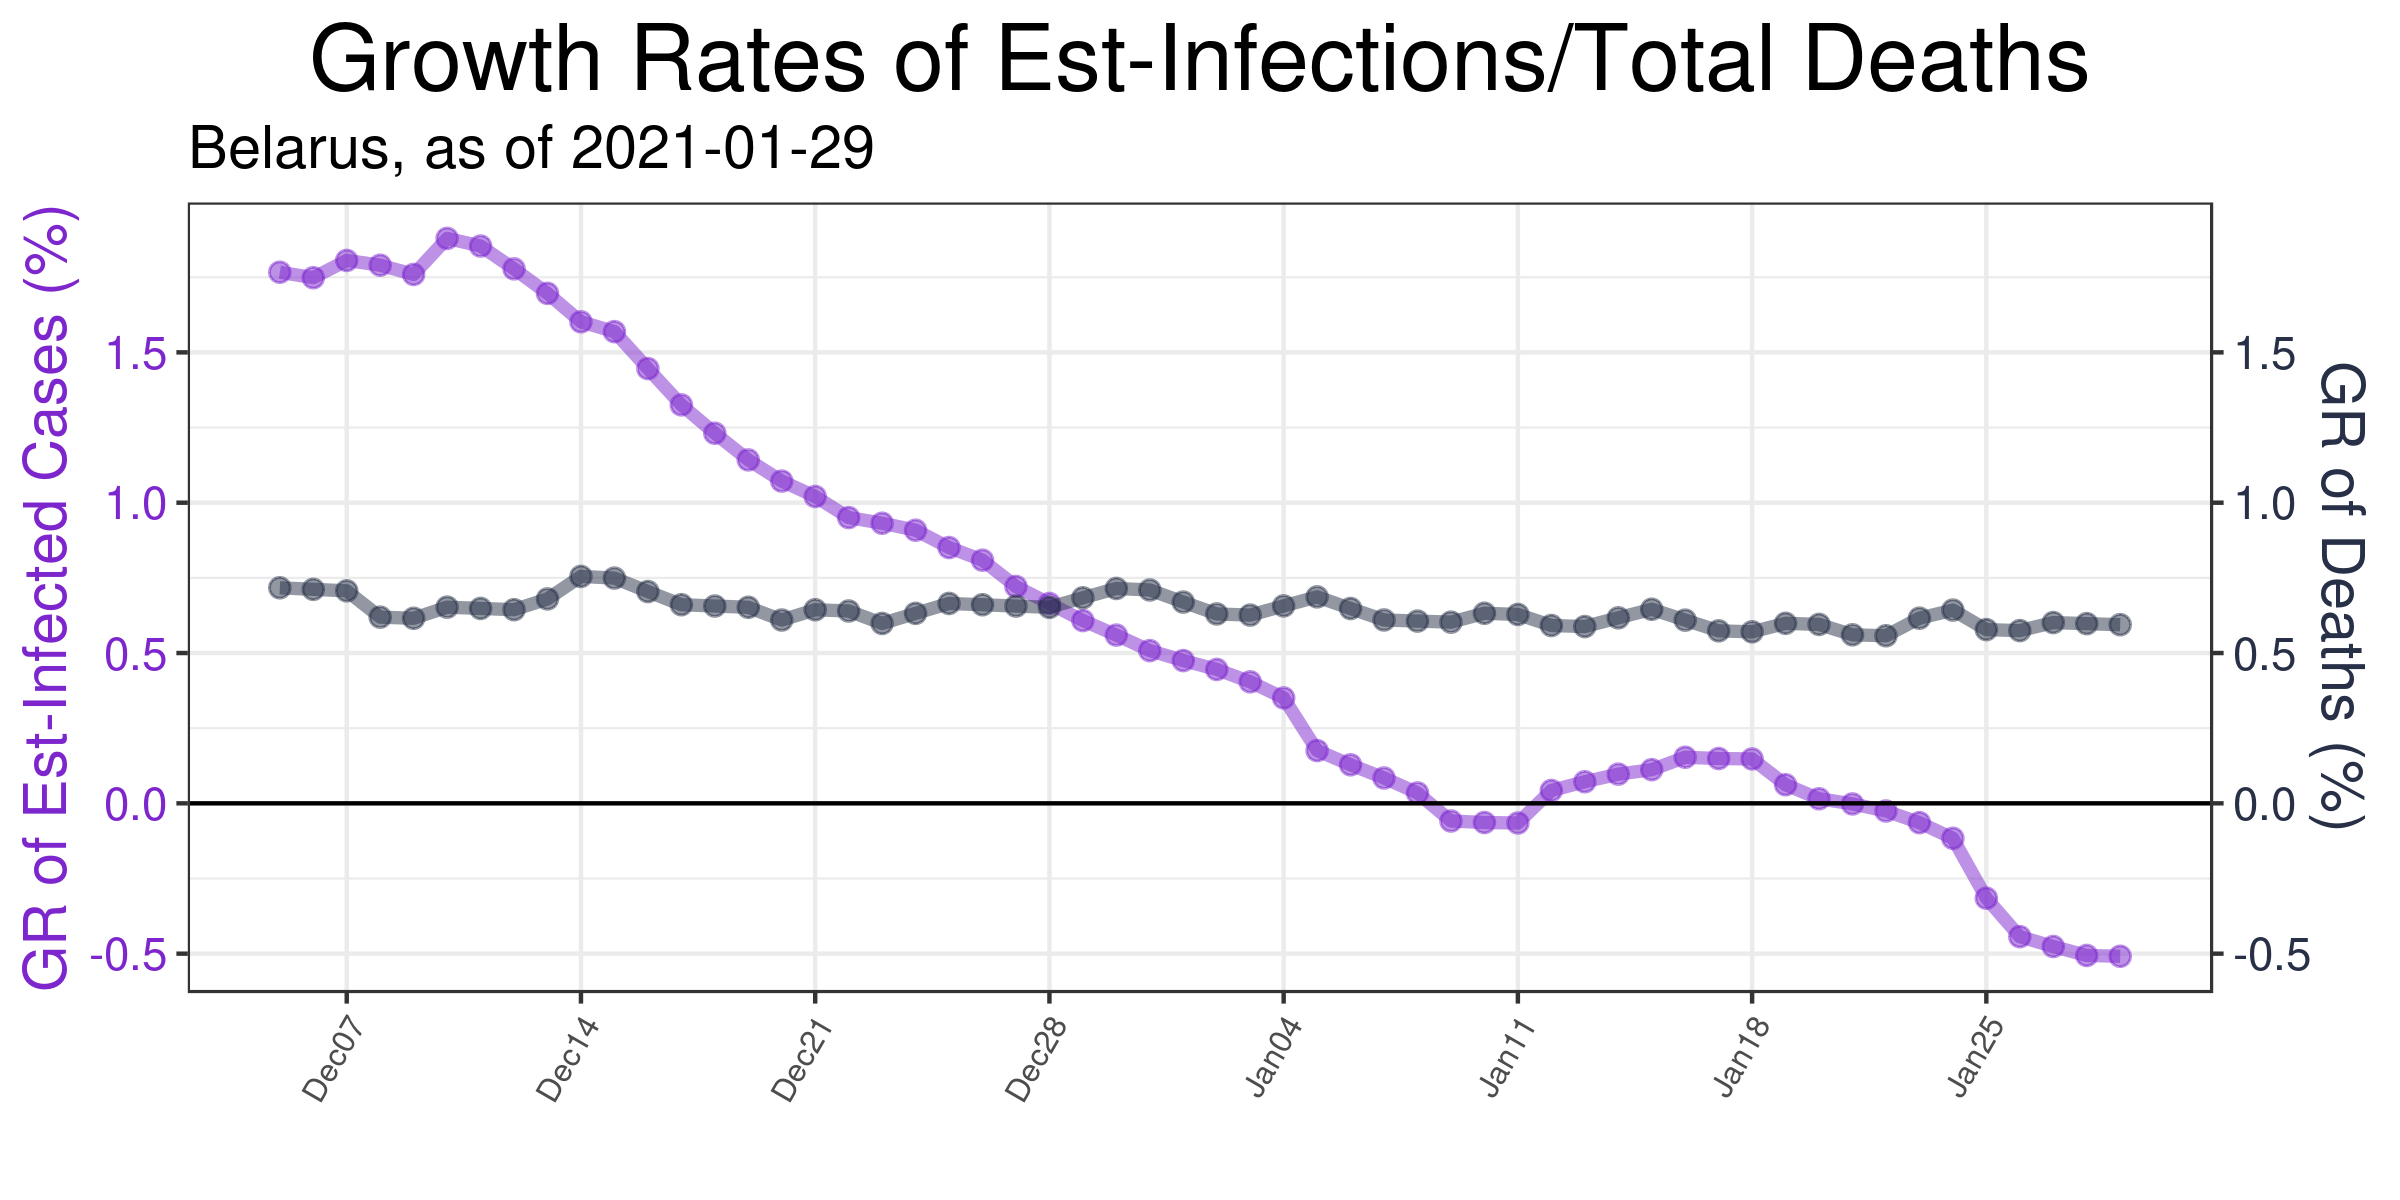 Growth Rates of Est-Infections/Total Deaths
Belarus, as of 2021-01-29
GR of Est-Infected Cases (%)
1.5
1.0
0.5
0.0
-0.5
1.5
1.0
0.5
0.0
-0.5
GR of Deaths (%)
Dec07
Dec14
Dec21
Dec28
Jan04
Jan11
Jan18
Jan25